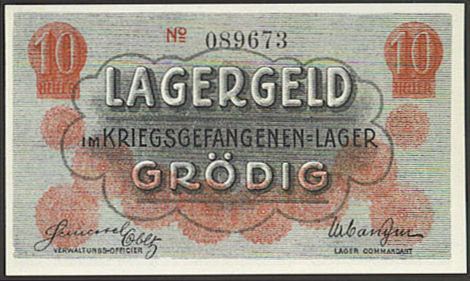 10 10
HELLER HELLER
Nº 089673
LAGERGELD
im KRIEGSGEFANGENEN=LAGER
GRÖDIG
VERWALTUNGS-OFFICIER LAGER COMMANDANT